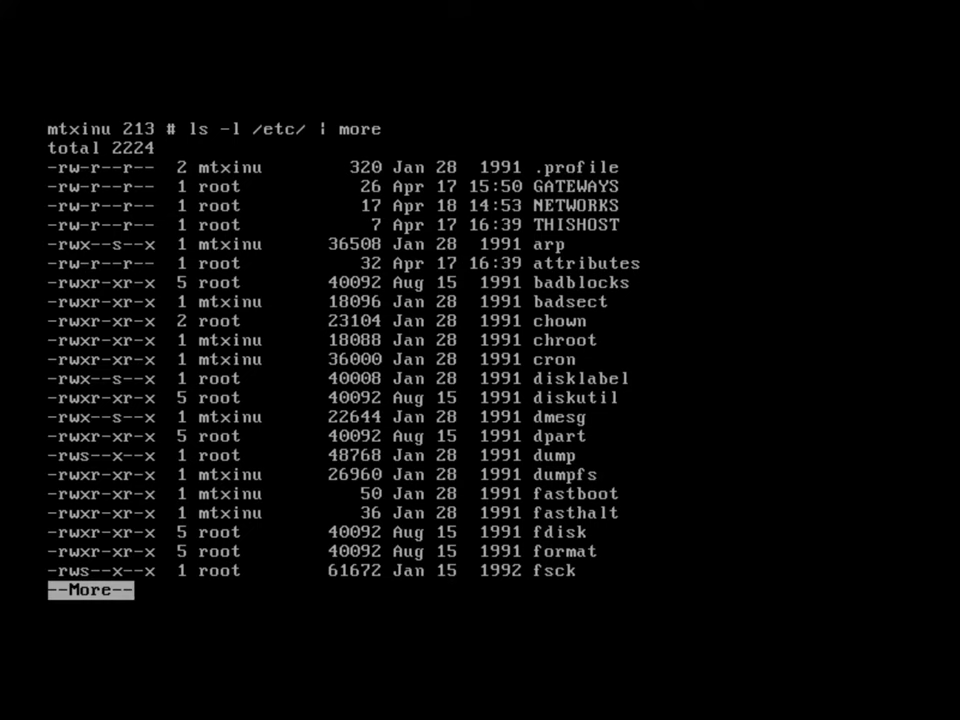 mtxinu 213 # ls -l /etc/ | more
total 2224
-rw-r--r--  2 mtxinu        320 Jan 28  1991 .profile
-rw-r--r--  1 root           26 Apr 17 15:50 GATEWAYS
-rw-r--r--  1 root           17 Apr 18 14:53 NETWORKS
-rw-r--r--  1 root            7 Apr 17 16:39 THISHOST
-rwx--s--x  1 mtxinu      36508 Jan 28  1991 arp
-rw-r--r--  1 root           32 Apr 17 16:39 attributes
-rwxr-xr-x  5 root        40092 Aug 15  1991 badblocks
-rwxr-xr-x  1 mtxinu      18096 Jan 28  1991 badsect
-rwxr-xr-x  2 root        23104 Jan 28  1991 chown
-rwxr-xr-x  1 mtxinu      18088 Jan 28  1991 chroot
-rwxr-xr-x  1 mtxinu      36000 Jan 28  1991 cron
-rwx--s--x  1 root        40008 Jan 28  1991 disklabel
-rwxr-xr-x  5 root        40092 Aug 15  1991 diskutil
-rwx--s--x  1 mtxinu      22644 Jan 28  1991 dmesg
-rwxr-xr-x  5 root        40092 Aug 15  1991 dpart
-rws--x--x  1 root        48768 Jan 28  1991 dump
-rwxr-xr-x  1 mtxinu      26960 Jan 28  1991 dumpfs
-rwxr-xr-x  1 mtxinu         50 Jan 28  1991 fastboot
-rwxr-xr-x  1 mtxinu         36 Jan 28  1991 fasthalt
-rwxr-xr-x  5 root        40092 Aug 15  1991 fdisk
-rwxr-xr-x  5 root        40092 Aug 15  1991 format
-rws--x--x  1 root        61672 Jan 15  1992 fsck
--More--